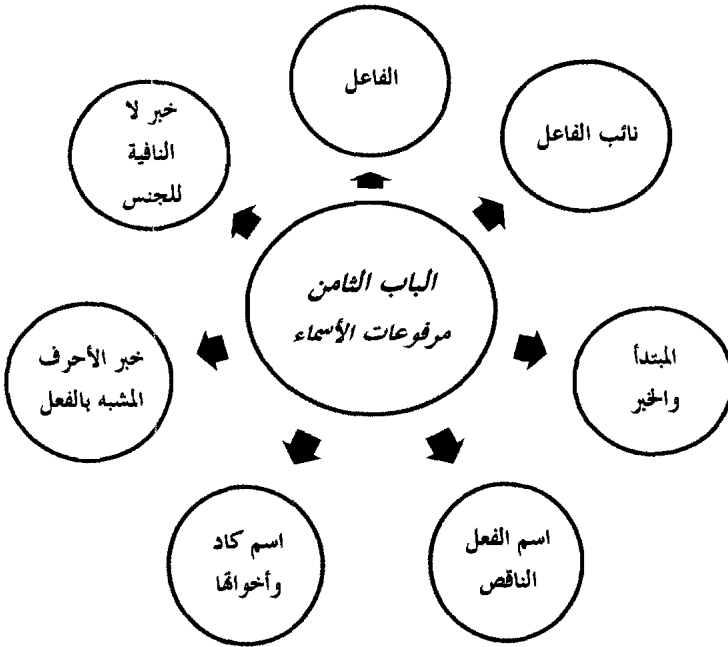 الباب الثامن
مرفوعات الأسماء
الفاعل
نائب الفاعل
المبتدأ
والخبر
اسم الفعل
الناقص
اسم كاد
وأخواتها
خبر الأحرف
المشبه بالفعل
خبر لا
النافية
للجنس